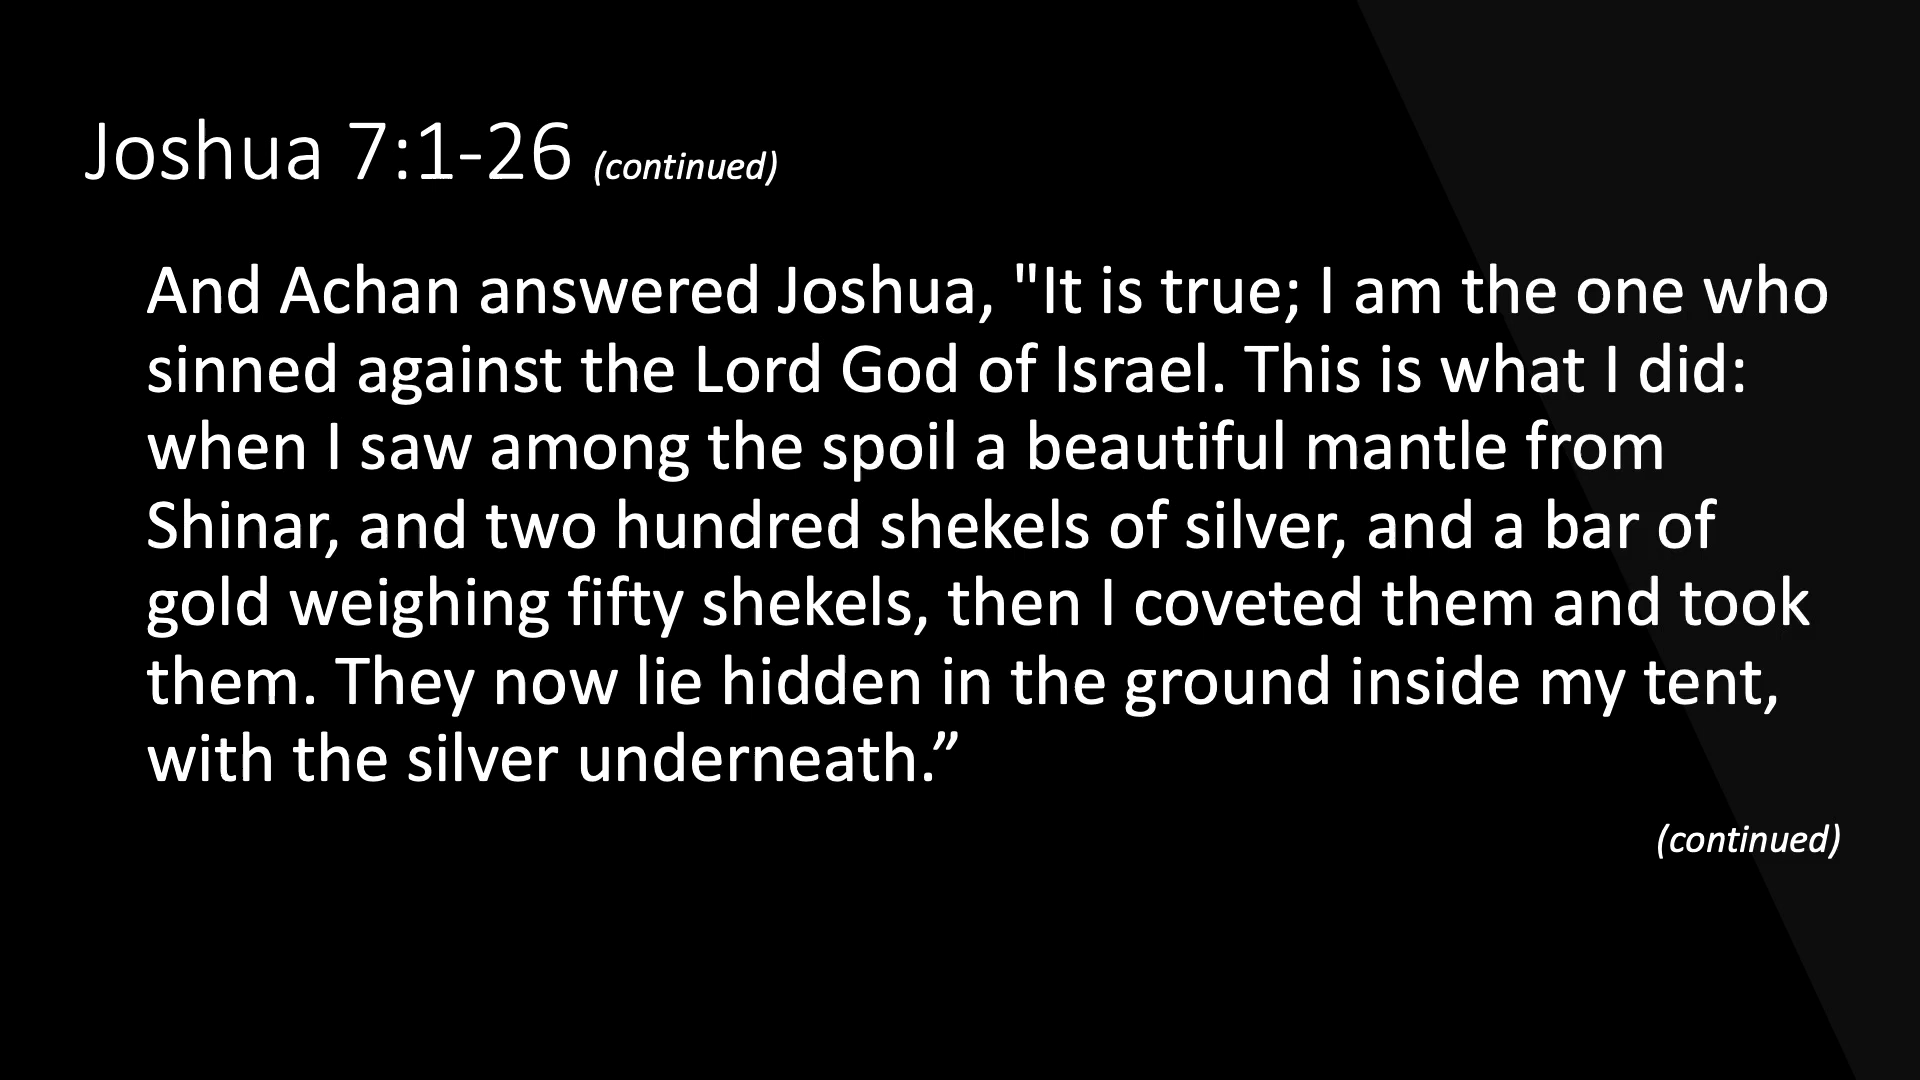 Joshua 7:1-26 (continued)
And Achan answered Joshua, "It is true; I am the one who
sinned against the Lord God of Israel. This is what I did:
when I saw among the spoil a beautiful mantle from
Shinar, and two hundred shekels of silver, and a bar of
gold weighing fifty shekels, then I coveted them and took
them. They now lie hidden in the ground inside my tent,
with the silver underneath.”
(continued)